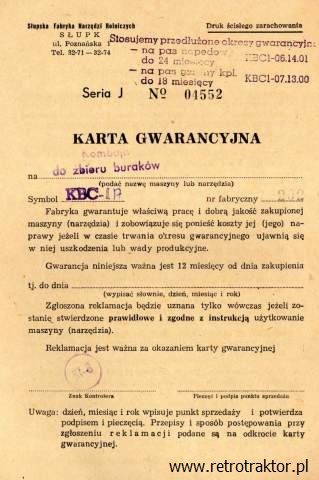 Słupska Fabryka Narzędzi Rolniczych
SŁUPK
ul. Poznańska 1
Tel. 32-71 — 32-74
Druk ścisłego zarachowania
Stosujemy przedłużone okresy gwarancyjne
— na pas napędowy KBC1-06.14.01
do 24 miesięcy
— na pas kpl. KBC1-07.13.00
do 18 miesięcy
Seria J № 04552
KARTA GWARANCYJNA
Kombajn
na do zbioru buraków
(podać nazwę maszyny lub narzędzia)
Symbol KBC-1p nr fabryczny
Fabryka gwarantuje właściwą pracę i dobrą jakość zakupionej
maszyny (narzędzia) i zobowiązuje się ponieść koszty jej (jego) na-
prawy jeżeli w czasie trwania okresu gwarancyjnego ujawnią się
w niej uszkodzenia lub wady produkcyjne.
Gwarancja niniejsza ważna jest 12 miesięcy od dnia zakupienia
tj. do dnia
(wypisać słownie, dzień, miesiąc i rok)
Zgłoszona reklamacja będzie uznana tylko wówczas jeżeli zo-
stanie stwierdzone prawidłowe i zgodne z instrukcją użytkowanie
maszyny (narzędzia).
Reklamacja jest ważna za okazaniem karty gwarancyjnej
Znak Kontrolera
Pieczęć i podpis punktu sprzedaży
Uwaga: dzień, miesiąc i rok wpisuje punkt sprzedaży i potwierdza
podpisem i pieczęcią. Przepisy i sposób postępowania przy
zgłoszeniu reklamacji podane są na odkrocie karty
gwarancyjnej.
www.retrotraktor.pl